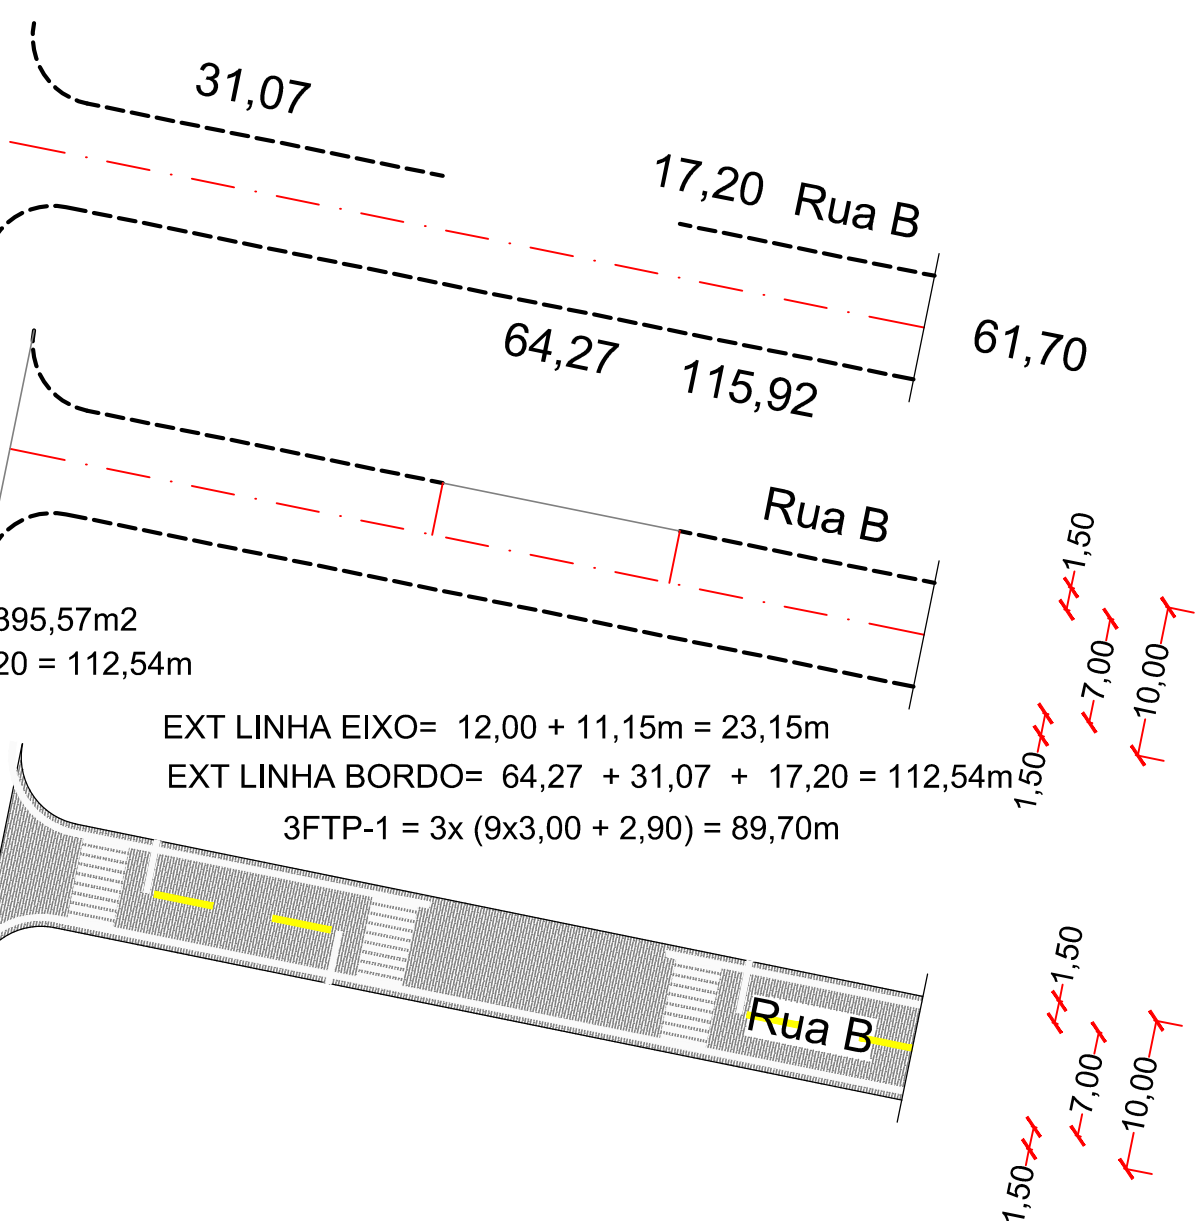 31,07
17,20 Rua B
61,70
64,27 115,92
Rua B
1,50
7,00
10,00
1,50
395,57m2
20 = 112,54m
EXT LINHA EIXO= 12,00 + 11,15m = 23,15m
EXT LINHA BORDO= 64,27 + 31,07 + 17,20 = 112,54m
3FTP-1 = 3x (9x3,00 + 2,90) = 89,70m
Rua B
1,50
7,00
10,00
1,50